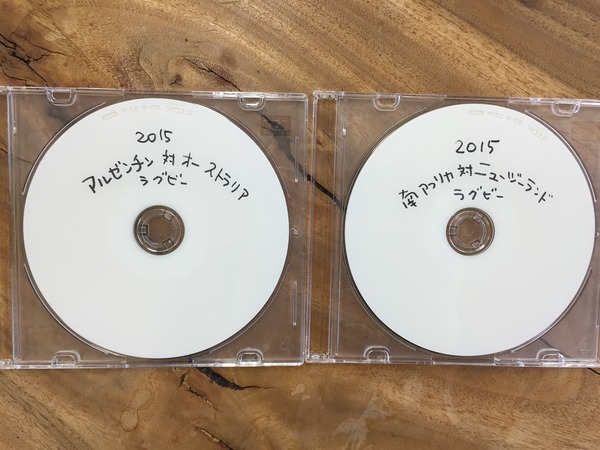 2015
アルゼンチン 対 オーストラリア
ラグビー
2015
南アフリカ 対 ニュージーランド
ラグビー